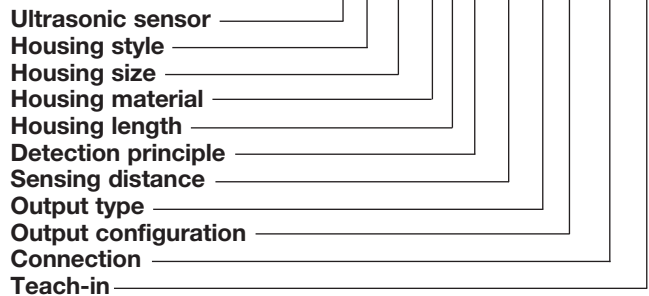 Ultrasonic sensor
Housing style
Housing size
Housing material
Housing length
Detection principle
Sensing distance
Output type
Output configuration
Connection
Teach-in